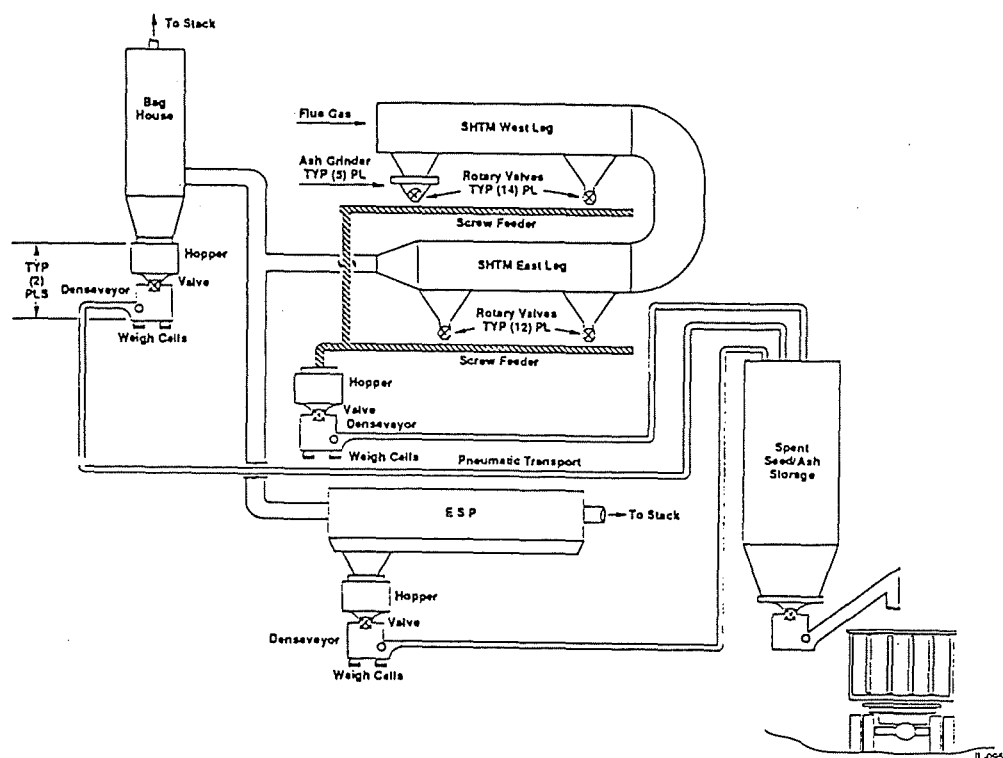 To Stack
Bag
House
Flue Gas
SHTM West Leg
Ash Grinder
TYP (5) PL
Rotary Valves
TYP (14) PL
Screw Feeder
SHTM East Leg
Hopper
TYP
(2)
PLS
Valve
Denseveyor
Weigh Cells
Rotary Valves
TYP (12) PL
Screw Feeder
Hopper
Valve
Denseveyor
Weigh Cells
Pneumatic Transport
Spent
Seed/Ash
Storage
E S P
To Stack
Hopper
Valve
Denseveyor
Weigh Cells